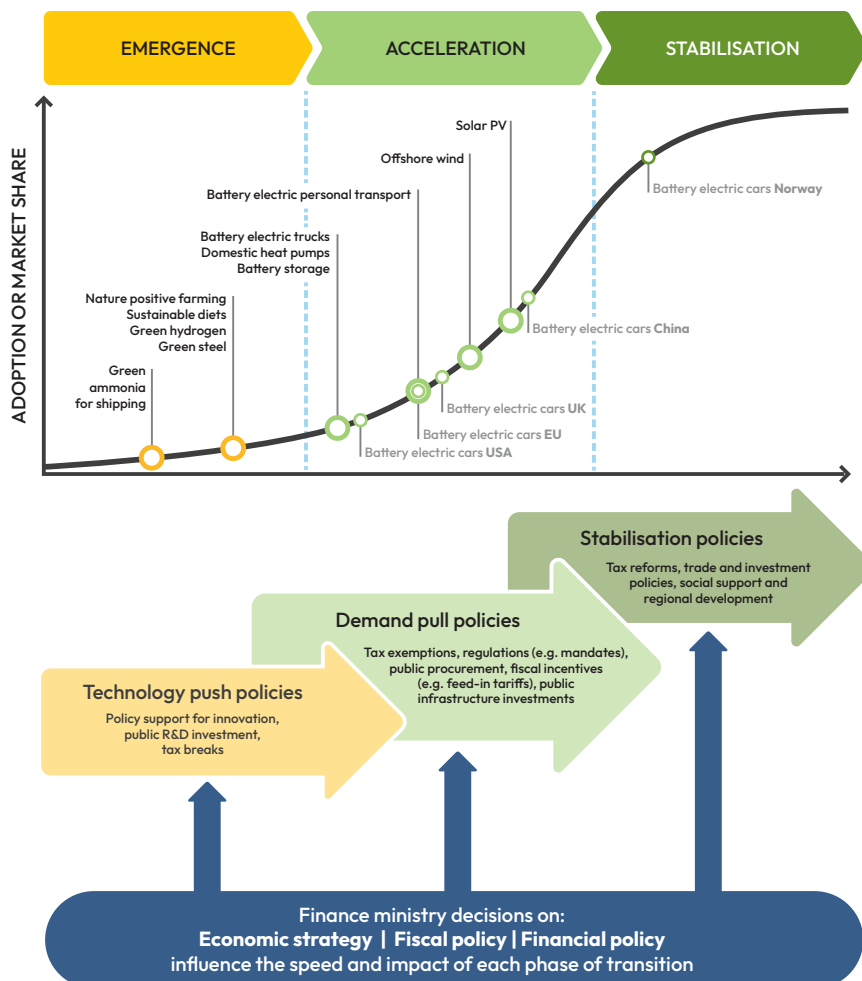 EMERGENCE
ACCELERATION
STABILISATION
ADOPTION OR MARKET SHARE
Solar PV
Offshore wind
Battery electric personal transport
Battery electric trucks
Domestic heat pumps
Battery storage
Nature positive farming
Sustainable diets
Green hydrogen
Green steel
Green
ammonia
for shipping
Battery electric cars Norway
Battery electric cars China
Battery electric cars UK
Battery electric cars EU
Battery electric cars USA
Stabilisation policies
Tax reforms, trade and investment
policies, social support and
regional development
Demand pull policies
Tax exemptions, regulations (e.g. mandates),
public procurement, fiscal incentives
(e.g. feed-in tariffs), public
infrastructure investments
Technology push policies
Policy support for innovation,
public R&D investment,
tax breaks
Finance ministry decisions on:
Economic strategy | Fiscal policy | Financial policy
influence the speed and impact of each phase of transition